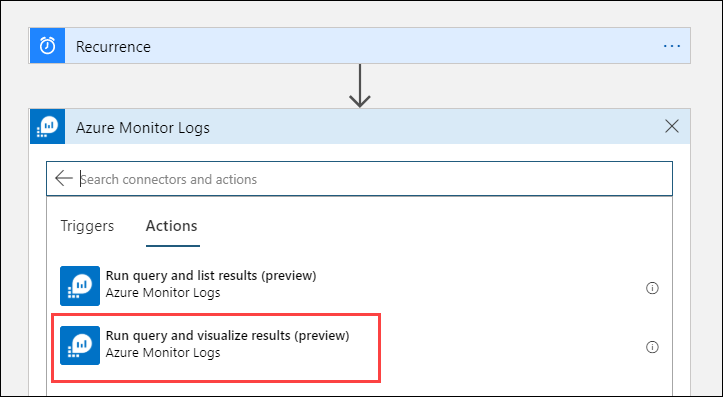 Recurrence
Azure Monitor Logs
Search connectors and actions
Triggers Actions
Run query and list results (preview)
Azure Monitor Logs
Run query and visualize results (preview)
Azure Monitor Logs